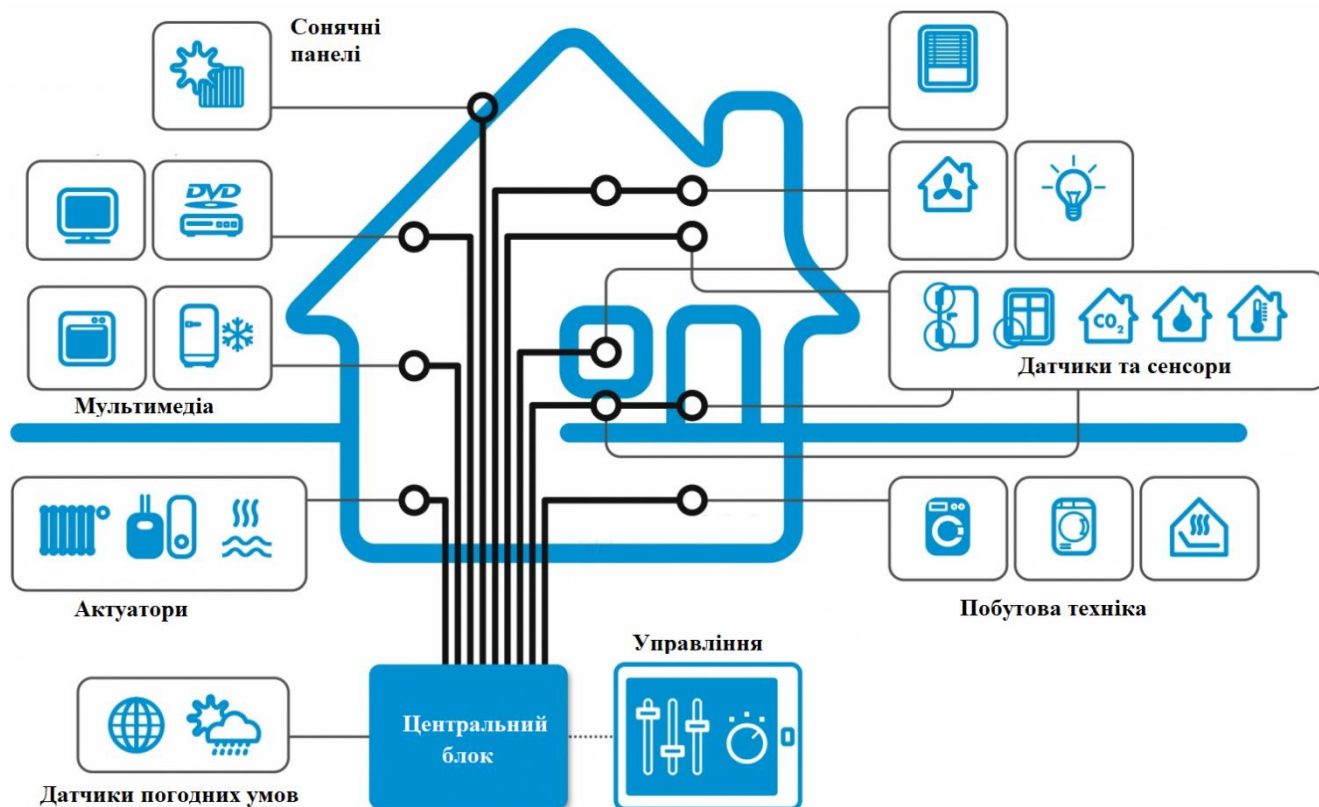 Сонячні
панелі
DVD
CO2
Датчики та сенсори
Мультимедіа
Актуатори
Побутова техніка
Управління
Центральний
блок
Датчики погодних умов